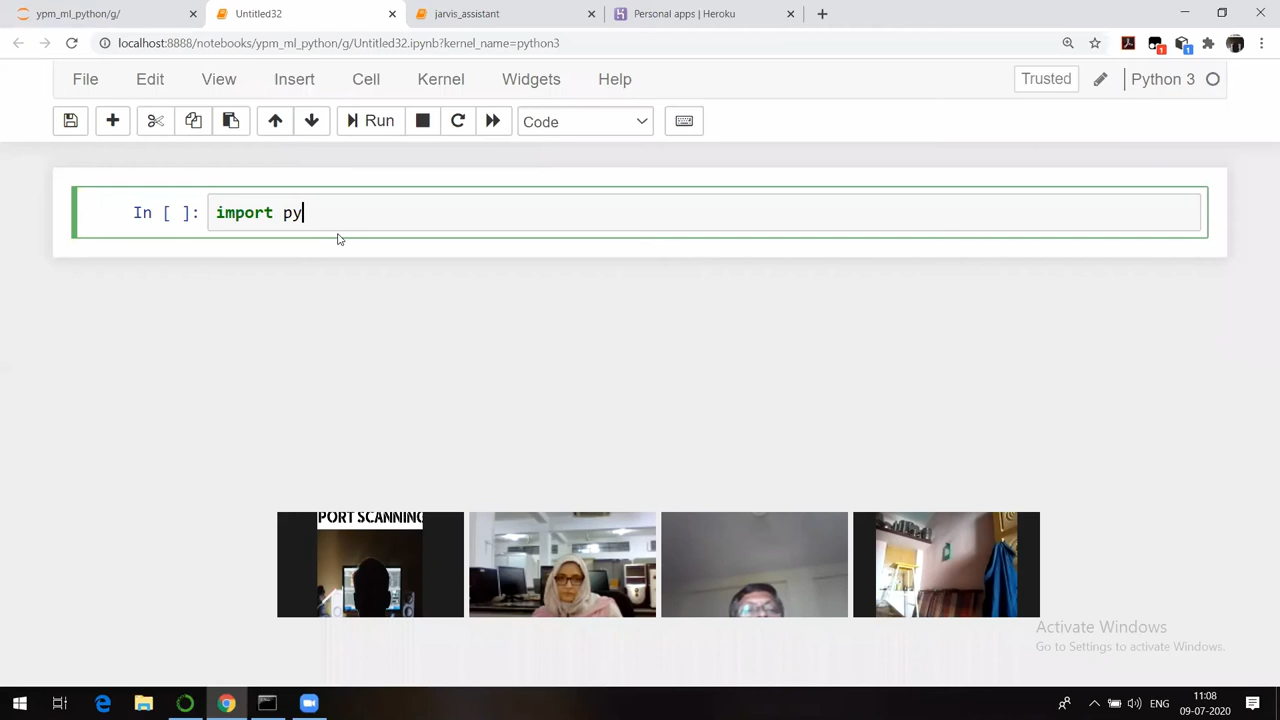 ypm_ml_python/g/
Untitled32
jarvis_assistant
Personal apps | Heroku
localhost:8888/notebooks/ypm_ml_python/g/Untitled32.ipynb?kernel_name=python3
1
1
File Edit View Insert Cell Kernel Widgets Help
Trusted
Python 3
Run
Code
In [ ]: import py
PORT SCANNING
Activate Windows
Go to Settings to activate Windows.
ENG
11:08
09-07-2020